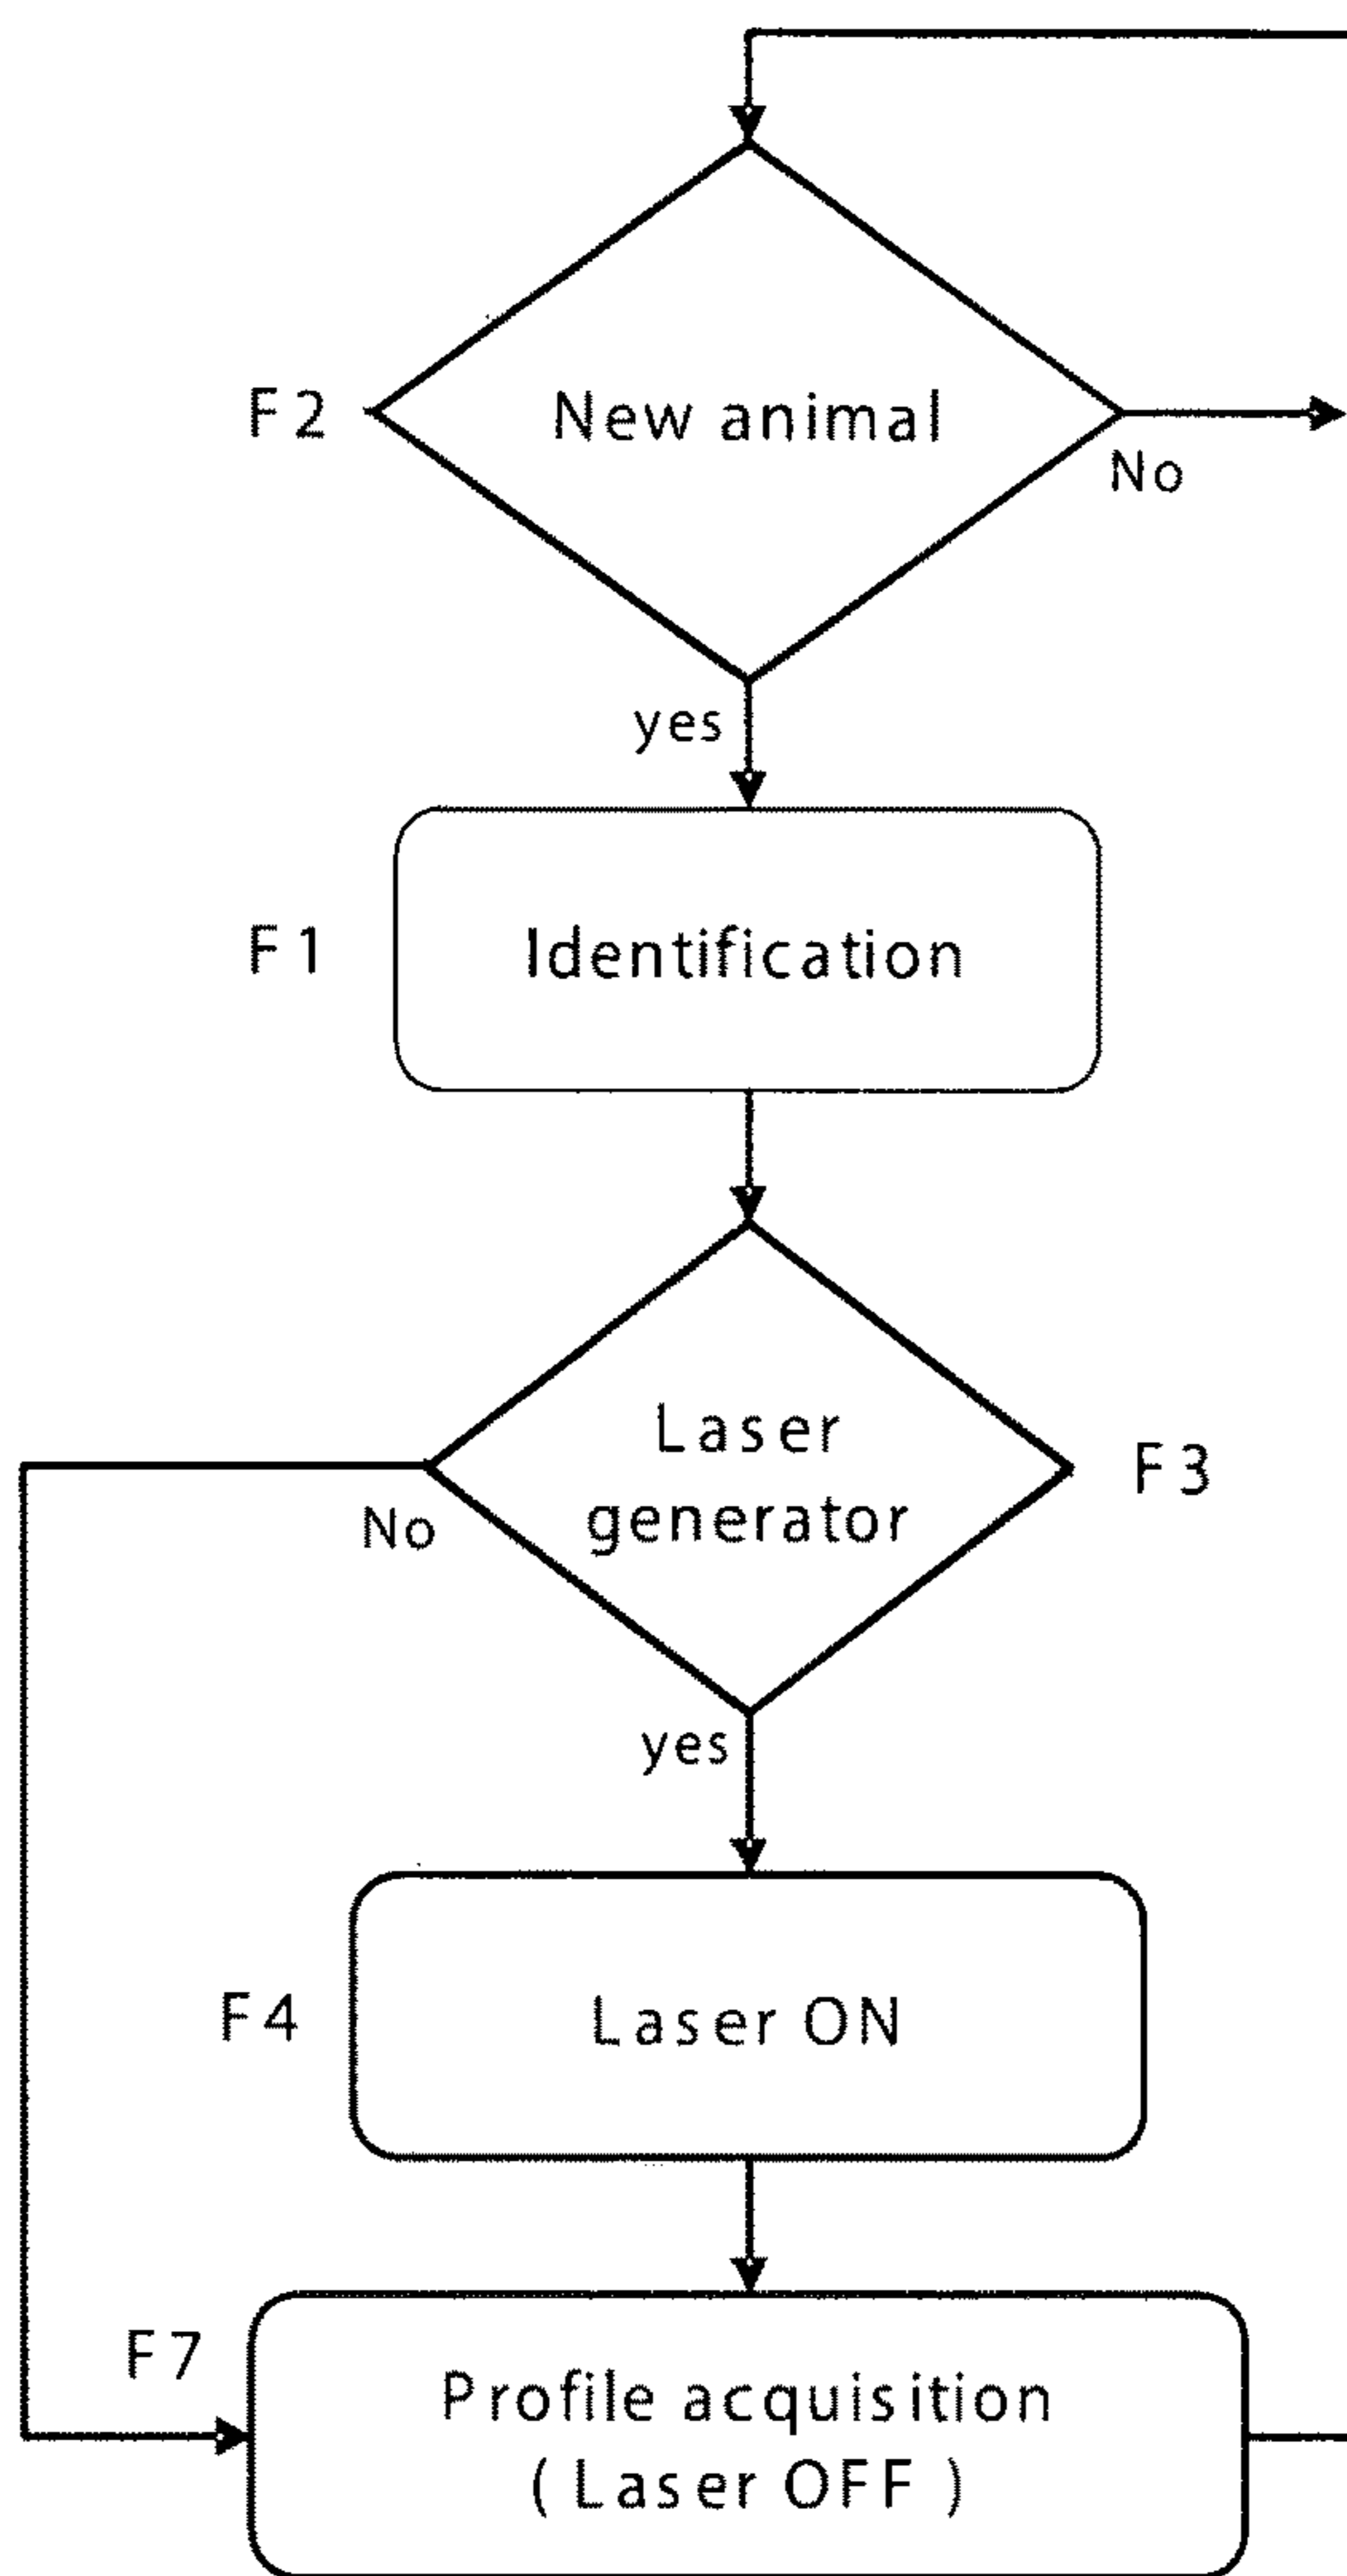 F2
New animal
No
yes
F1
Identification
Laser
generator
F3
No
yes
F4
Laser ON
F7
Profile acquisition
( Laser OFF )